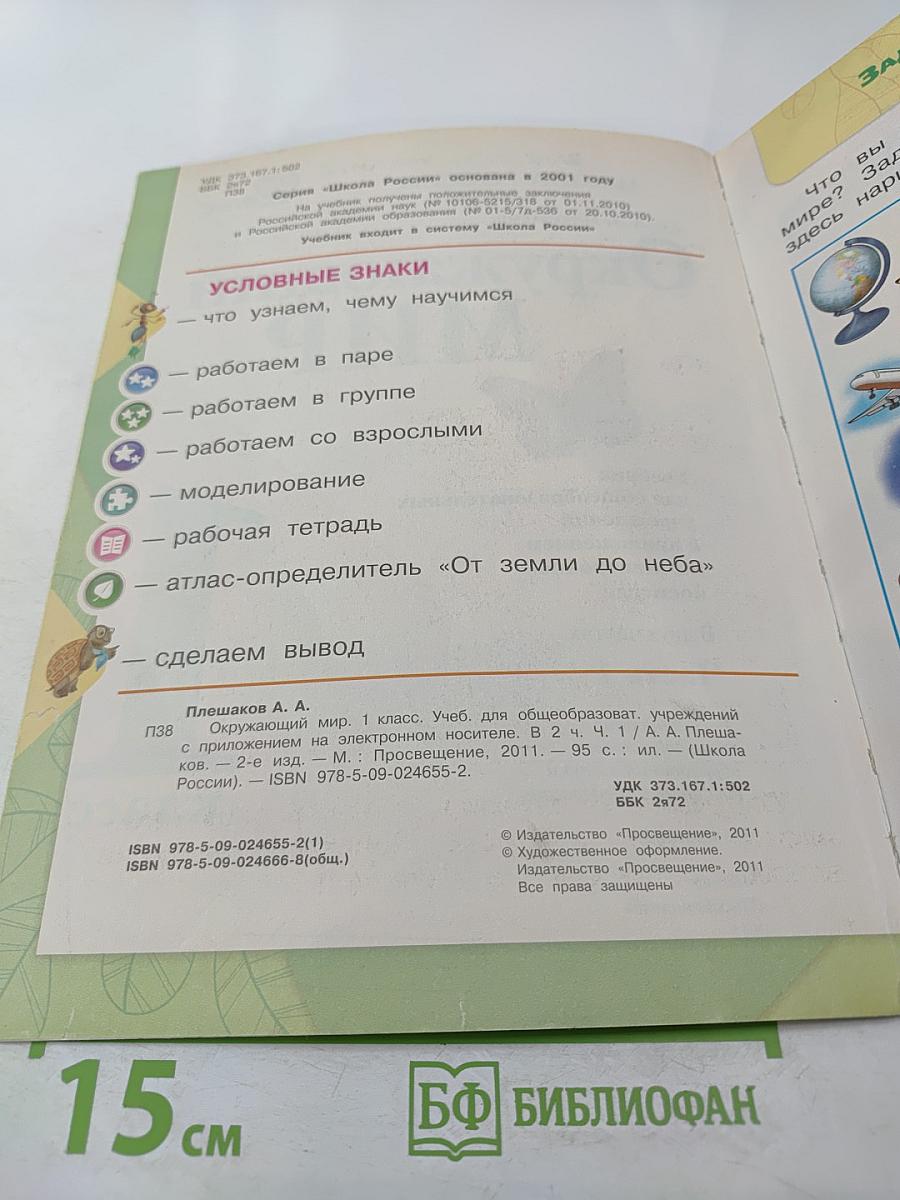 УДК 373.167.1:502
ББК 2я72
П38
Серия «Школа России» основана в 2001 году
На учебник получены положительные заключения
Российской академии наук (№ 10106-5215/318 от 01.11.2010)
и Российской академии образования (№ 01-5/7д-536 от 20.10.2010).
Учебник входит в систему «Школа России»
УСЛОВНЫЕ ЗНАКИ
— что узнаем, чему научимся
— работаем в паре
— работаем в группе
— работаем со взрослыми
— моделирование
— рабочая тетрадь
— атлас-определитель «От земли до неба»
— сделаем вывод
Плешаков А. А.
П38 Окружающий мир. 1 класс. Учеб. для общеобразоват. учреждений
с приложением на электронном носителе. В 2 ч. Ч. 1 / А. А. Плеша-
ков. — 2-е изд. — М. : Просвещение, 2011. — 95 с. : ил. — (Школа
России). — ISBN 978-5-09-024655-2.
УДК 373.167.1:502
ББК 2я72
ISBN 978-5-09-024655-2(1)
ISBN 978-5-09-024666-8(общ.)
© Издательство «Просвещение», 2011
© Художественное оформление.
Издательство «Просвещение», 2011
Все права защищены
Что вы
мире? Зад
здесь нари
15 см
БФ БИБЛИОФАН